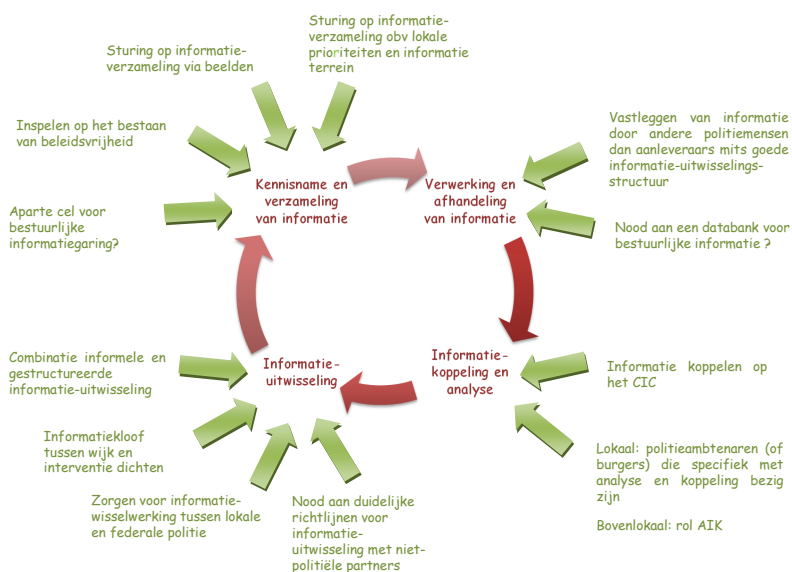 Sturing op informatie-
verzameling obv lokale
prioriteiten en informatie
terrein
Sturing op informatie-
verzameling via beelden
Inspelen op het bestaan
van beleidsvrijheid
Aparte cel voor
bestuurlijke
informatiegaring?
Kennisname en
verzameling
van informatie
Verwerking en
afhandeling
van informatie
Vastleggen van informatie
door andere politiemensen
dan aanleveraars mits goede
informatie-uitwisselings-
structuur
Nood aan een databank voor
bestuurlijke informatie ?
Informatie-
koppeling en
analyse
Informatie koppelen op
het CIC
Lokaal: politieambtenaren (of
burgers) die specifiek met
analyse en koppeling bezig
zijn
Bovenlokaal: rol AIK
Informatie-
uitwisseling
Combinatie informele en
gestructureerde
informatie-uitwisseling
Informatiekloof
tussen wijk en
interventie dichten
Zorgen voor informatie-
wisselwerking tussen lokale
en federale politie
Nood aan duidelijke
richtlijnen voor
informatie-
uitwisseling met niet-
politiële partners